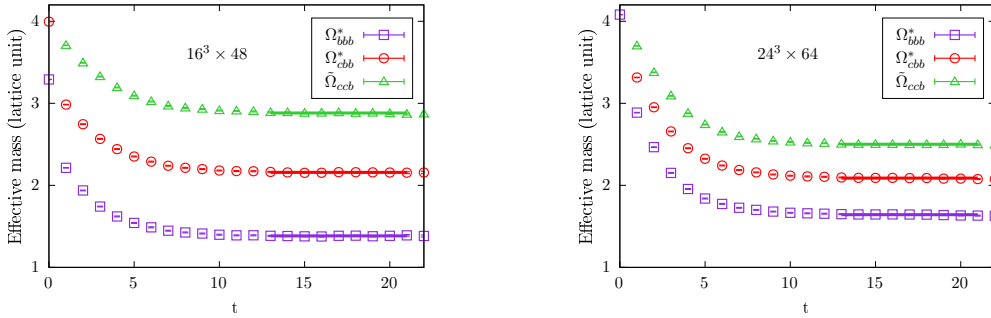 4
3
2
1
0
5
10
15
20
Effective mass (lattice unit)
t
16³ × 48
Ω*bbb
Ω*cbb
Ω̃ccb
4
3
2
1
0
5
10
15
20
Effective mass (lattice unit)
t
24³ × 64
Ω*bbb
Ω*cbb
Ω̃ccb